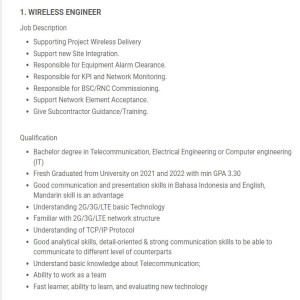 1. WIRELESS ENGINEER
Job Description
• Supporting Project Wireless Delivery
• Support new Site Integration.
• Responsible for Equipment Alarm Clearance.
• Responsible for KPI and Network Monitoring.
• Responsible for BSC/RNC Commissioning.
• Support Network Element Acceptance.
• Give Subcontractor Guidance/Training.
Qualification
• Bachelor degree in Telecommunication, Electrical Engineering or Computer engineering
(IT)
• Fresh Graduated from University on 2021 and 2022 with min GPA 3.30
• Good communication and presentation skills in Bahasa Indonesia and English,
Mandarin skill is an advantage
• Understanding 2G/3G/LTE basic Technology
• Familiar with 2G/3G/LTE network structure
• Understanding of TCP/IP Protocol
• Good analytical skills, detail-oriented & strong communication skills to be able to
communicate to different level of counterparts
• Understand basic knowledge about Telecommunication;
• Ability to work as a team
• Fast learner, ability to learn, and evaluating new technology